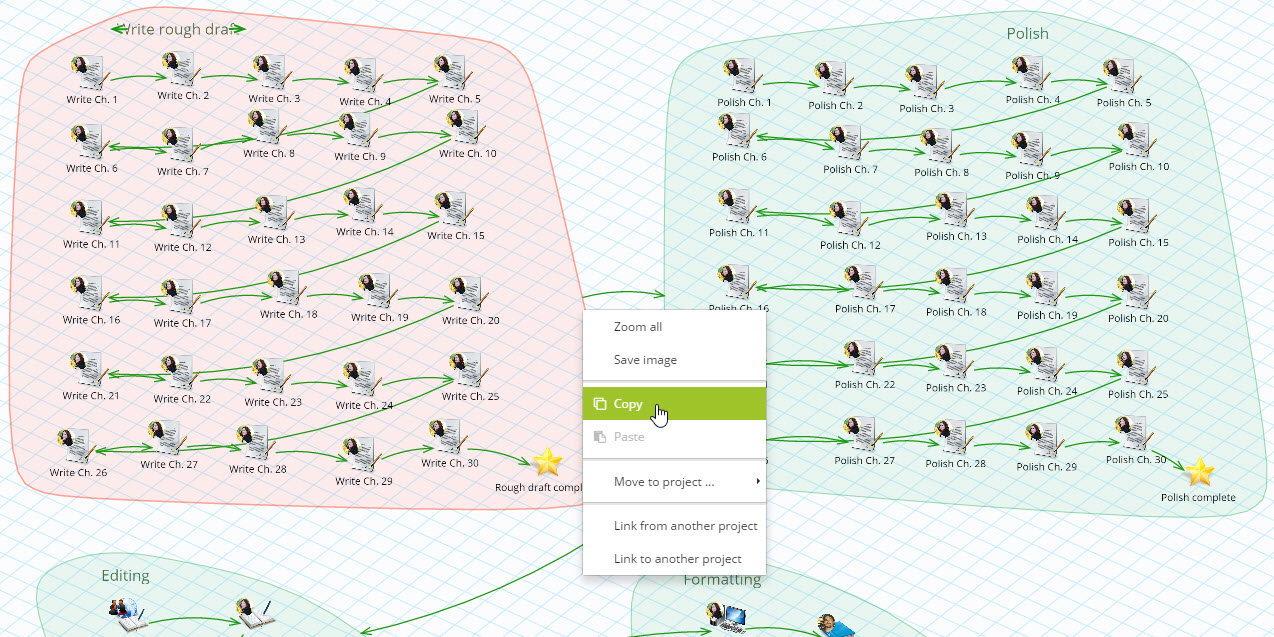 Write rough draft
Write Ch. 1
Write Ch. 2
Write Ch. 3
Write Ch. 4
Write Ch. 5
Write Ch. 6
Write Ch. 7
Write Ch. 8
Write Ch. 9
Write Ch. 10
Write Ch. 11
Write Ch. 12
Write Ch. 13
Write Ch. 14
Write Ch. 15
Write Ch. 16
Write Ch. 17
Write Ch. 18
Write Ch. 19
Write Ch. 20
Write Ch. 21
Write Ch. 22
Write Ch. 23
Write Ch. 24
Write Ch. 25
Write Ch. 26
Write Ch. 27
Write Ch. 28
Write Ch. 29
Write Ch. 30
Rough draft compl
Polish
Polish Ch. 1
Polish Ch. 2
Polish Ch. 3
Polish Ch. 4
Polish Ch. 5
Polish Ch. 6
Polish Ch. 7
Polish Ch. 8
Polish Ch. 9
Polish Ch. 10
Polish Ch. 11
Polish Ch. 12
Polish Ch. 13
Polish Ch. 14
Polish Ch. 15
Polish Ch. 16
Polish Ch. 17
Polish Ch. 18
Polish Ch. 19
Polish Ch. 20
Polish Ch. 22
Polish Ch. 23
Polish Ch. 24
Polish Ch. 25
Polish Ch. 27
Polish Ch. 28
Polish Ch. 29
Polish Ch. 30
Polish complete
Zoom all
Save image
Copy
Paste
Move to project ...
Link from another project
Link to another project
Editing
Formatting